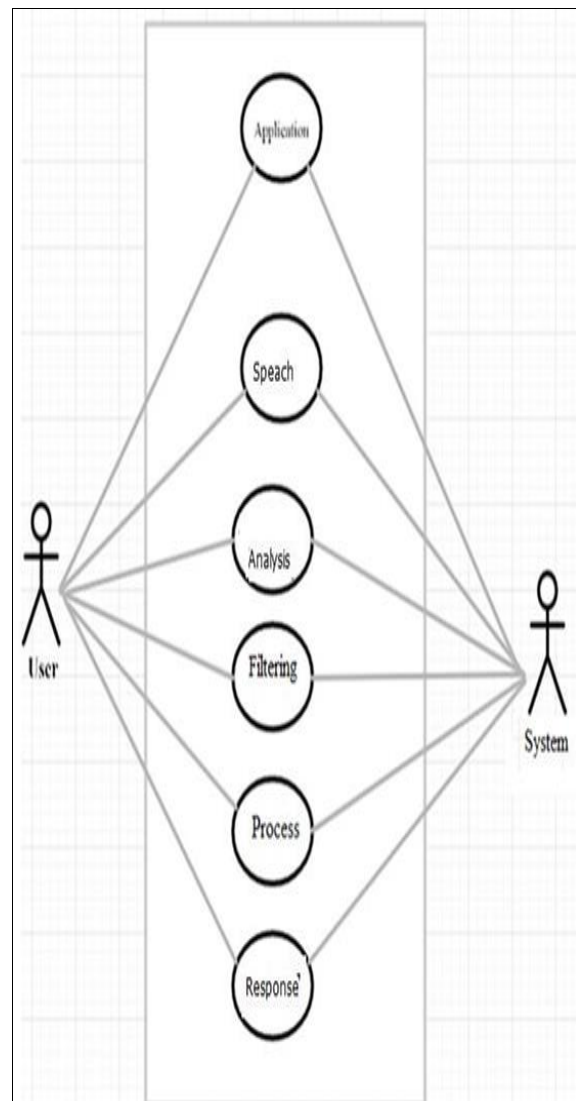 Application
Speach
Analysis
Filtering
User
System
Process
Response